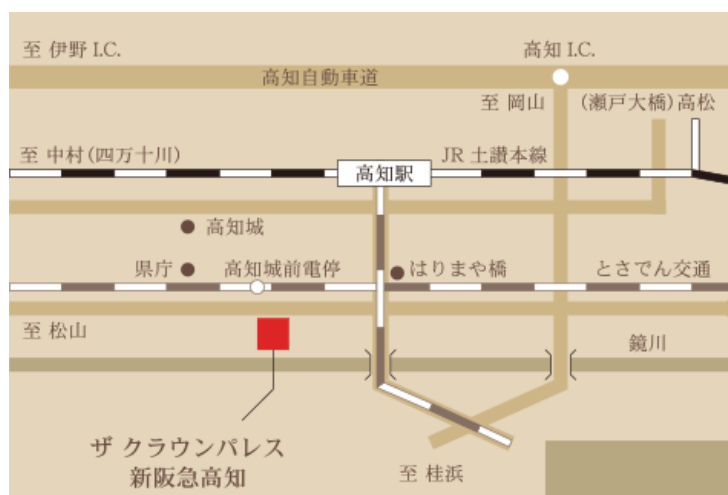 至 伊野 I.C.
高知 I.C.
高知自動車道
至 岡山
(瀬戸大橋)高松
至 中村(四万十川)
JR 土讃本線
高知駅
高知城
県庁
高知城前電停
はりまや橋
とさでん交通
至 松山
鏡川
ザ クラウンパレス
新阪急高知
至 桂浜